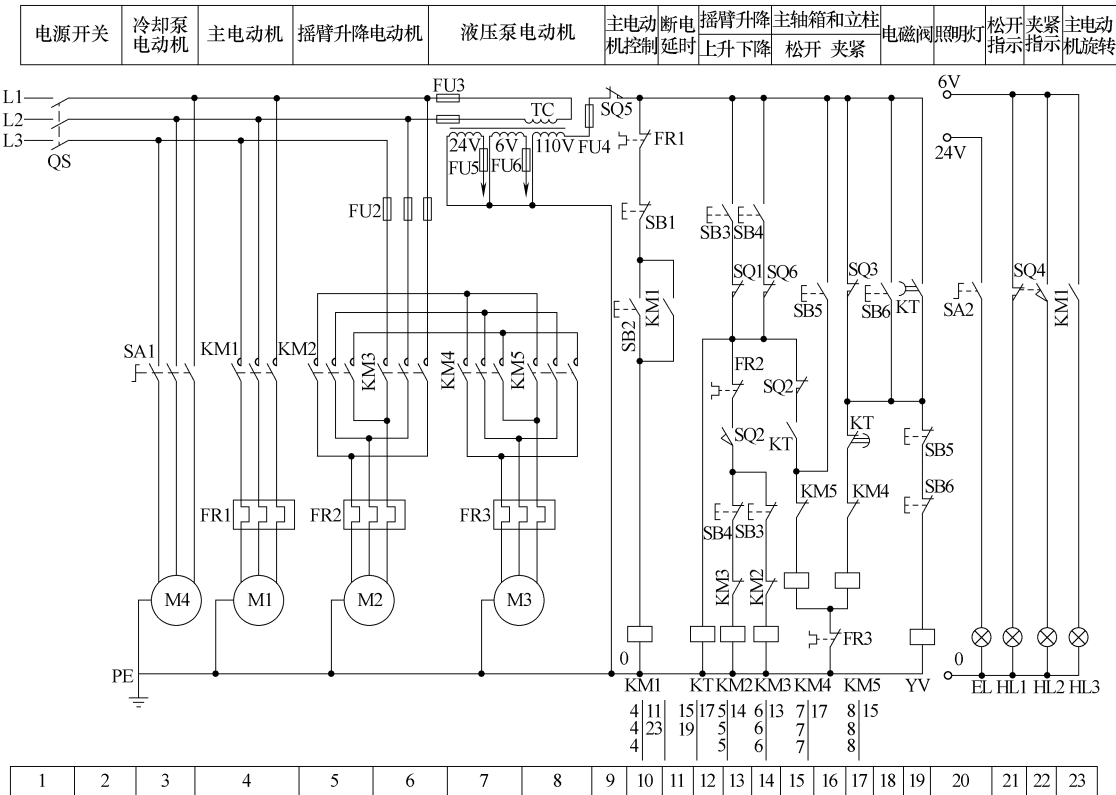 电源开关
冷却泵
电动机
主电动机
摇臂升降电动机
液压泵电动机
主电动
机控制
断电
延时
摇臂升降
上升下降
主轴箱和立柱
松开 夹紧
电磁阀
照明灯
松开
指示
夹紧
指示
主电动
机旋转
L1
L2
L3
QS
FU3
TC
24V
6V
110V
FU4
FU5
FU6
SQ5
FR1
6V
24V
FU2
SB1
SB3
SB4
SQ1
SQ6
SQ3
SQ4
SB2
KM1
SB5
SB6
KT
SA2
KM1
SA1
KM1
KM2
KM3
KM4
KM5
FR2
SQ2
SQ2
KT
KT
SB5
KM5
KM4
SB6
FR1
FR2
FR3
SB4
SB3
KM3
KM2
M4
M1
M2
M3
FR3
PE
0
0
KM1
KT
KM2
KM3
KM4
KM5
YV
EL
HL1
HL2
HL3
4 11 15 17 5 14 6 13 7 17 8 15
4 23 19 5 6 7 8
4 5 6 7 8
1 2 3 4 5 6 7 8 9 10 11 12 13 14 15 16 17 18 19 20 21 22 23